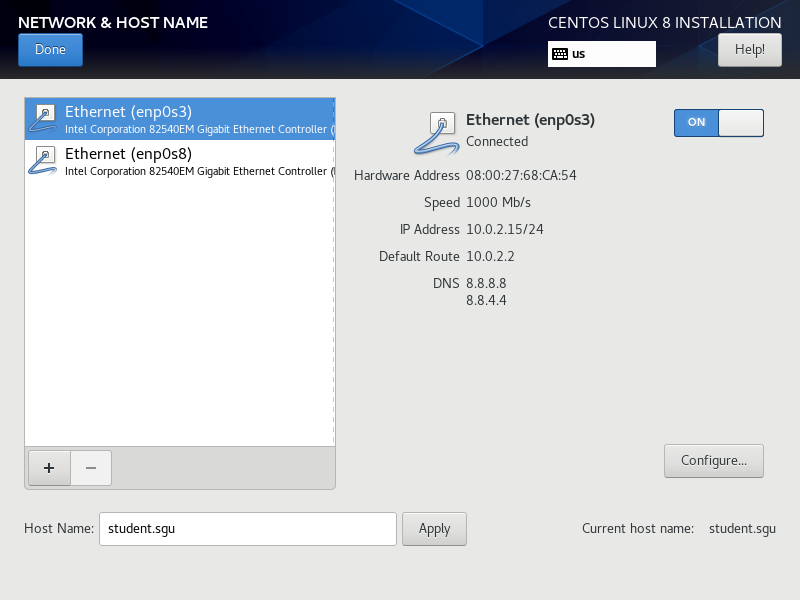 NETWORK & HOST NAME
CENTOS LINUX 8 INSTALLATION
Done
us
Help!
Ethernet (enp0s3)
Intel Corporation 82540EM Gigabit Ethernet Controller (
Ethernet (enp0s8)
Intel Corporation 82540EM Gigabit Ethernet Controller (
Ethernet (enp0s3)
Connected
ON
Hardware Address 08:00:27:68:CA:54
Speed 1000 Mb/s
IP Address 10.0.2.15/24
Default Route 10.0.2.2
DNS 8.8.8.8
8.8.4.4
+ −
Configure...
Host Name: student.sgu Apply Current host name: student.sgu